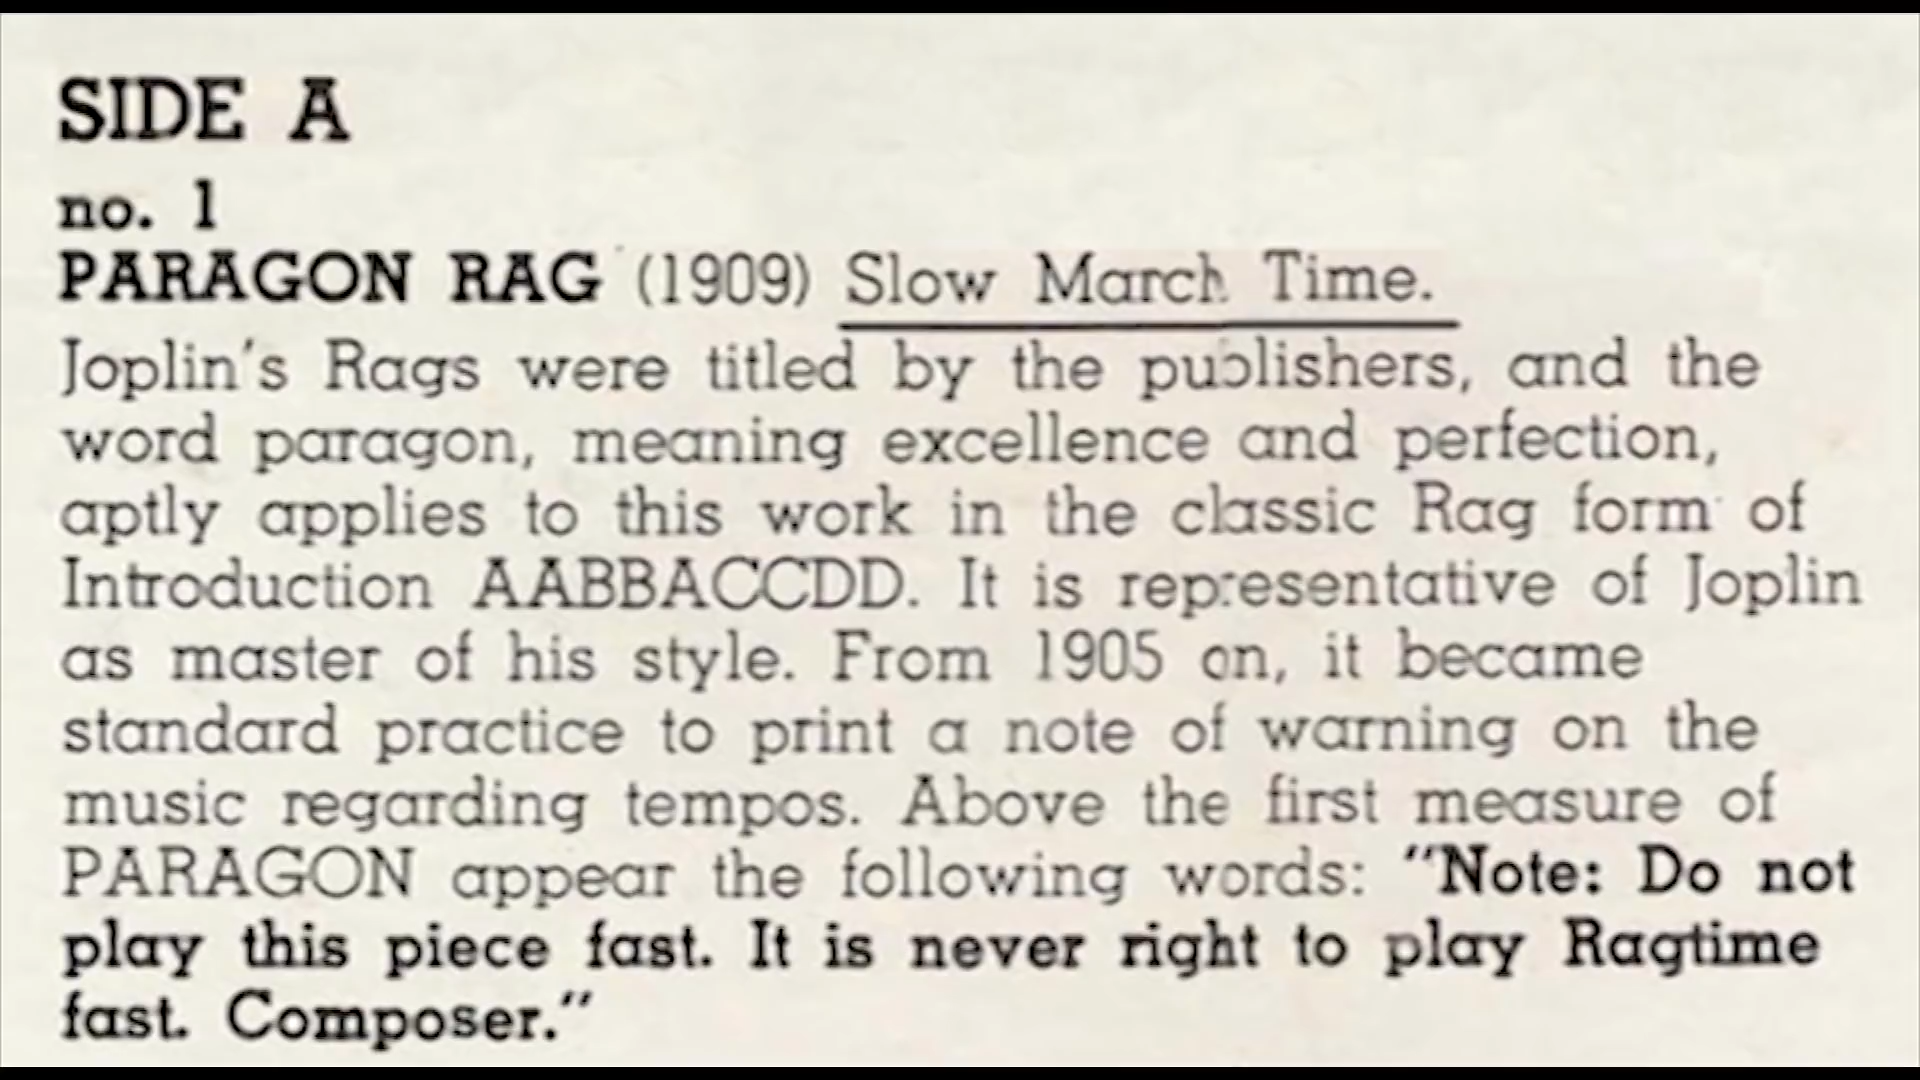 SIDE A
no. 1
PARAGON RAG (1909) Slow March Time.
Joplin's Rags were titled by the publishers, and the
word paragon, meaning excellence and perfection,
aptly applies to this work in the classic Rag form of
Introduction AABBACCDD. It is representative of Joplin
as master of his style. From 1905 on, it became
standard practice to print a note of warning on the
music regarding tempos. Above the first measure of
PARAGON appear the following words: "Note: Do not
play this piece fast. It is never right to play Ragtime
fast. Composer."